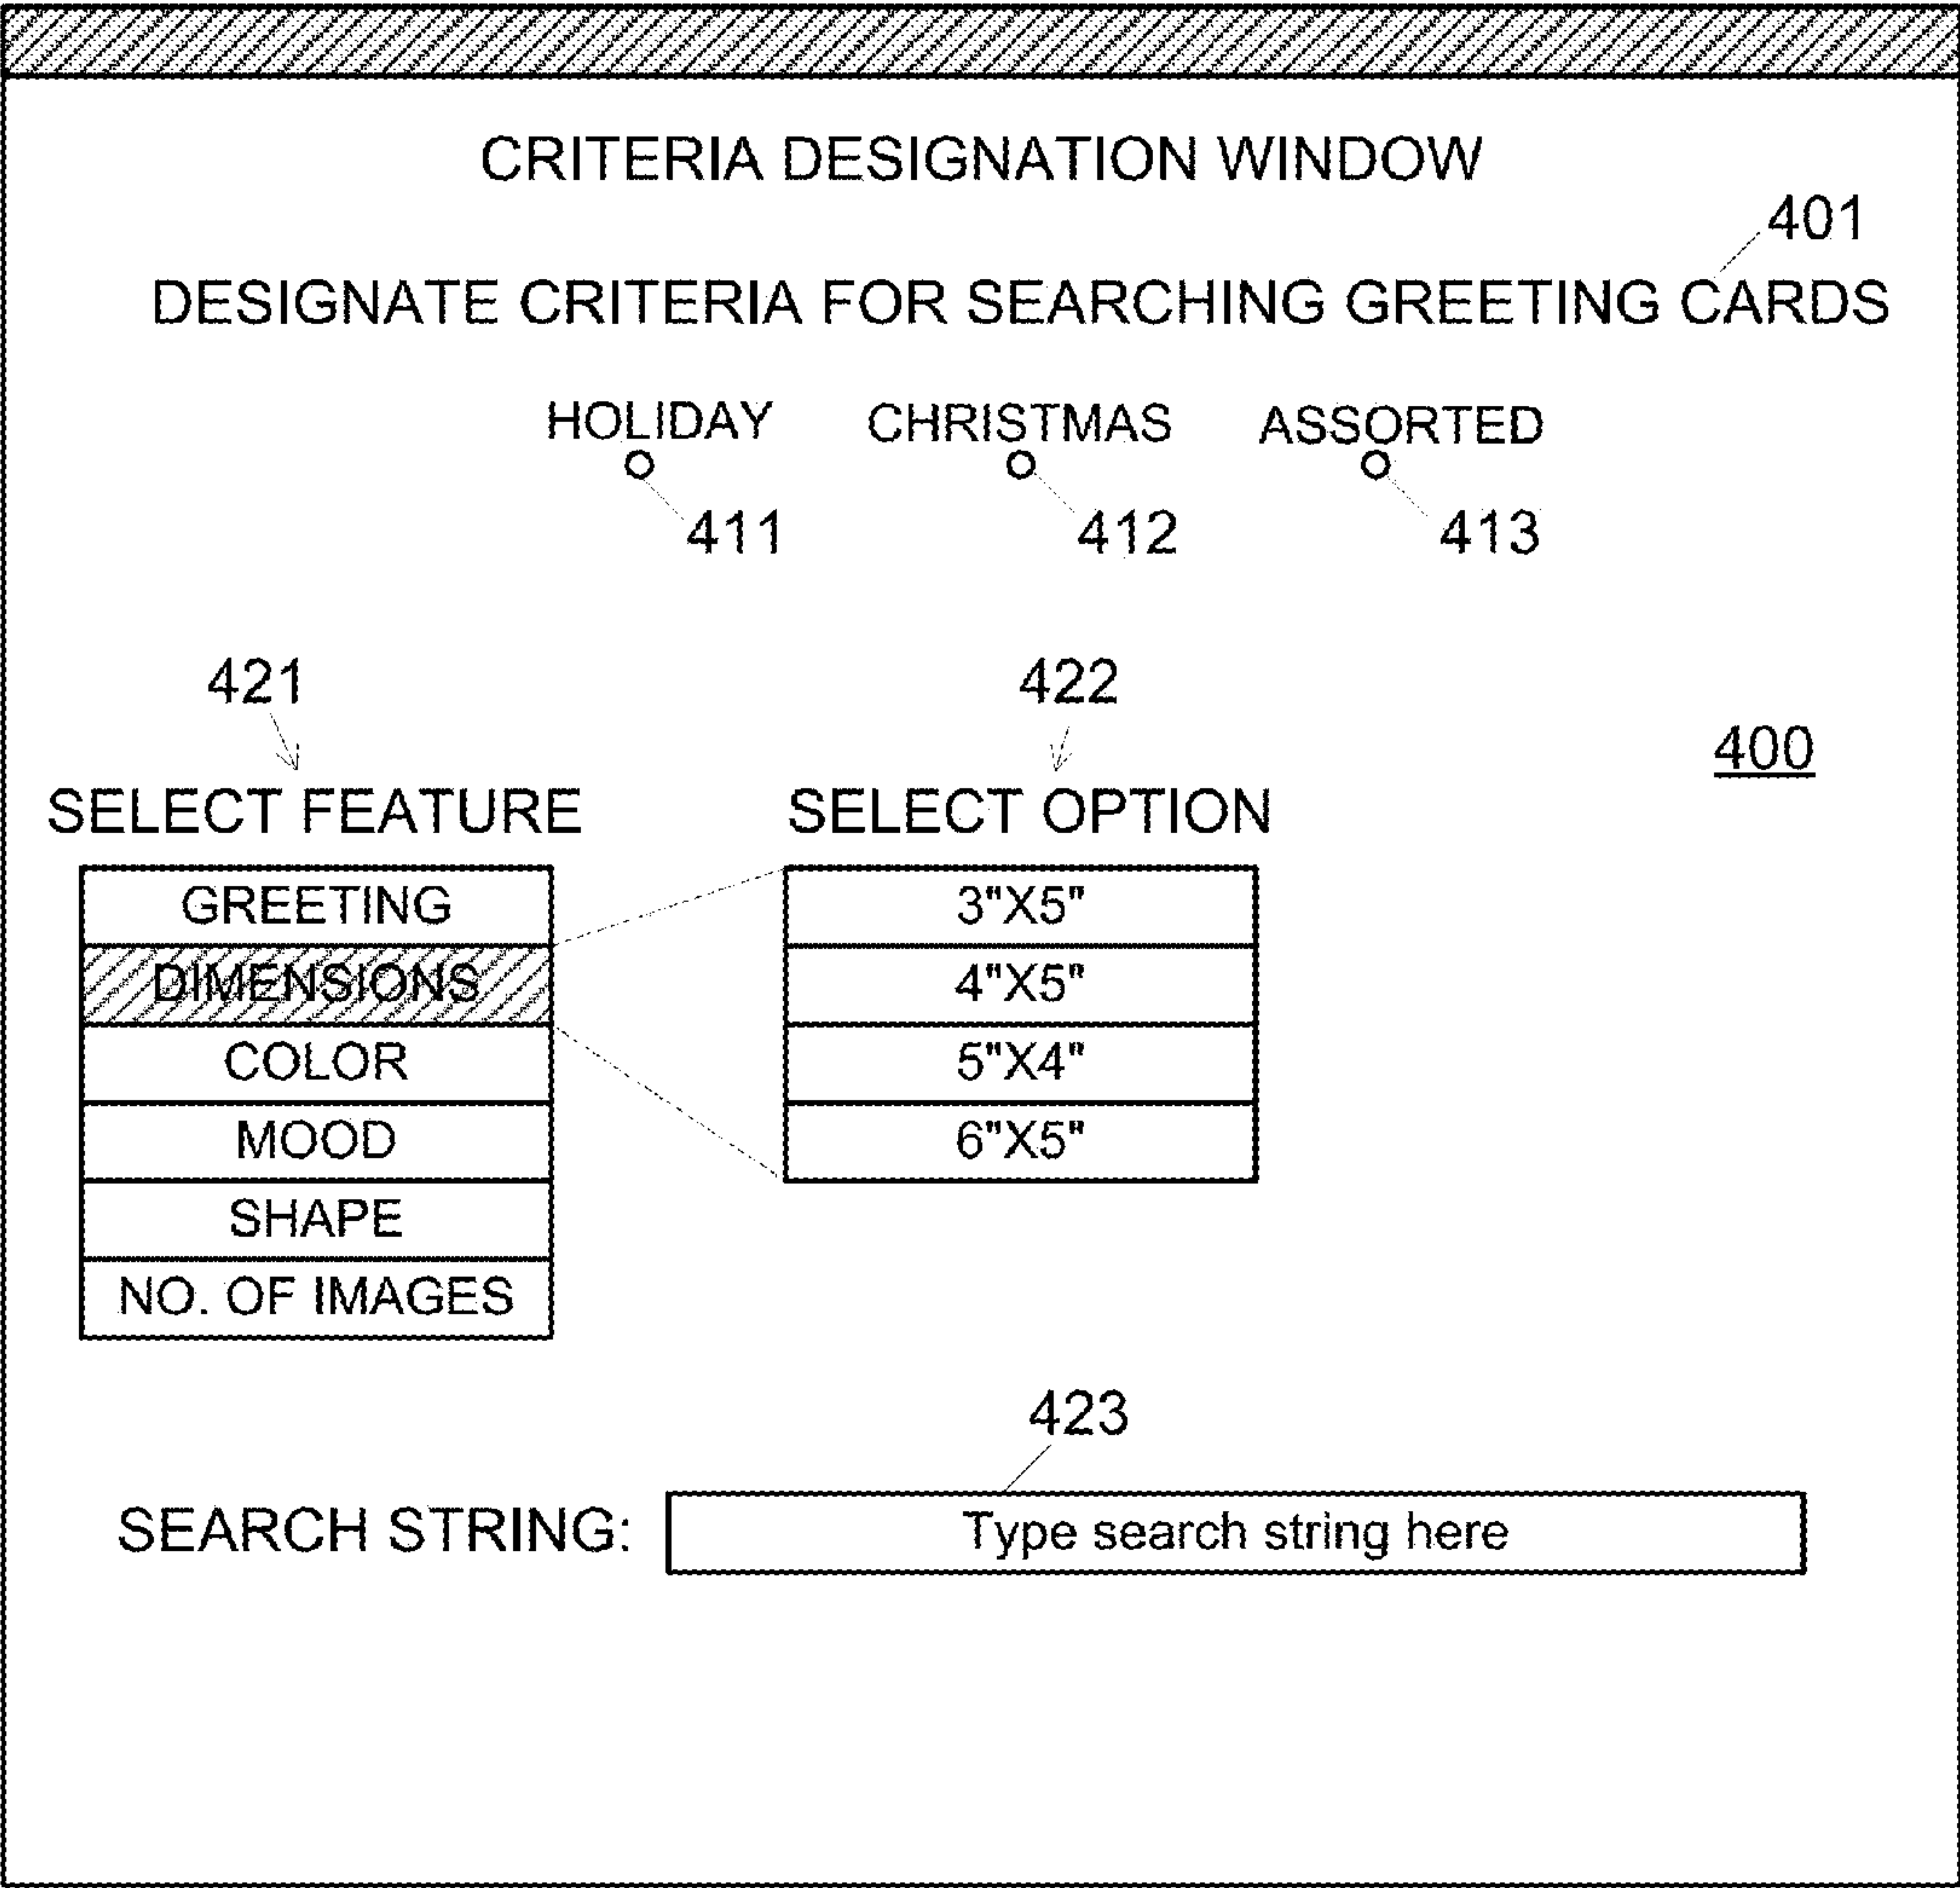 CRITERIA DESIGNATION WINDOW
401
DESIGNATE CRITERIA FOR SEARCHING GREETING CARDS
HOLIDAY CHRISTMAS ASSORTED
411 412 413
421 422
400
SELECT FEATURE SELECT OPTION
GREETING 3"X5"
DIMENSIONS 4"X5"
COLOR 5"X4"
MOOD 6"X5"
SHAPE
NO. OF IMAGES
423
SEARCH STRING: Type search string here